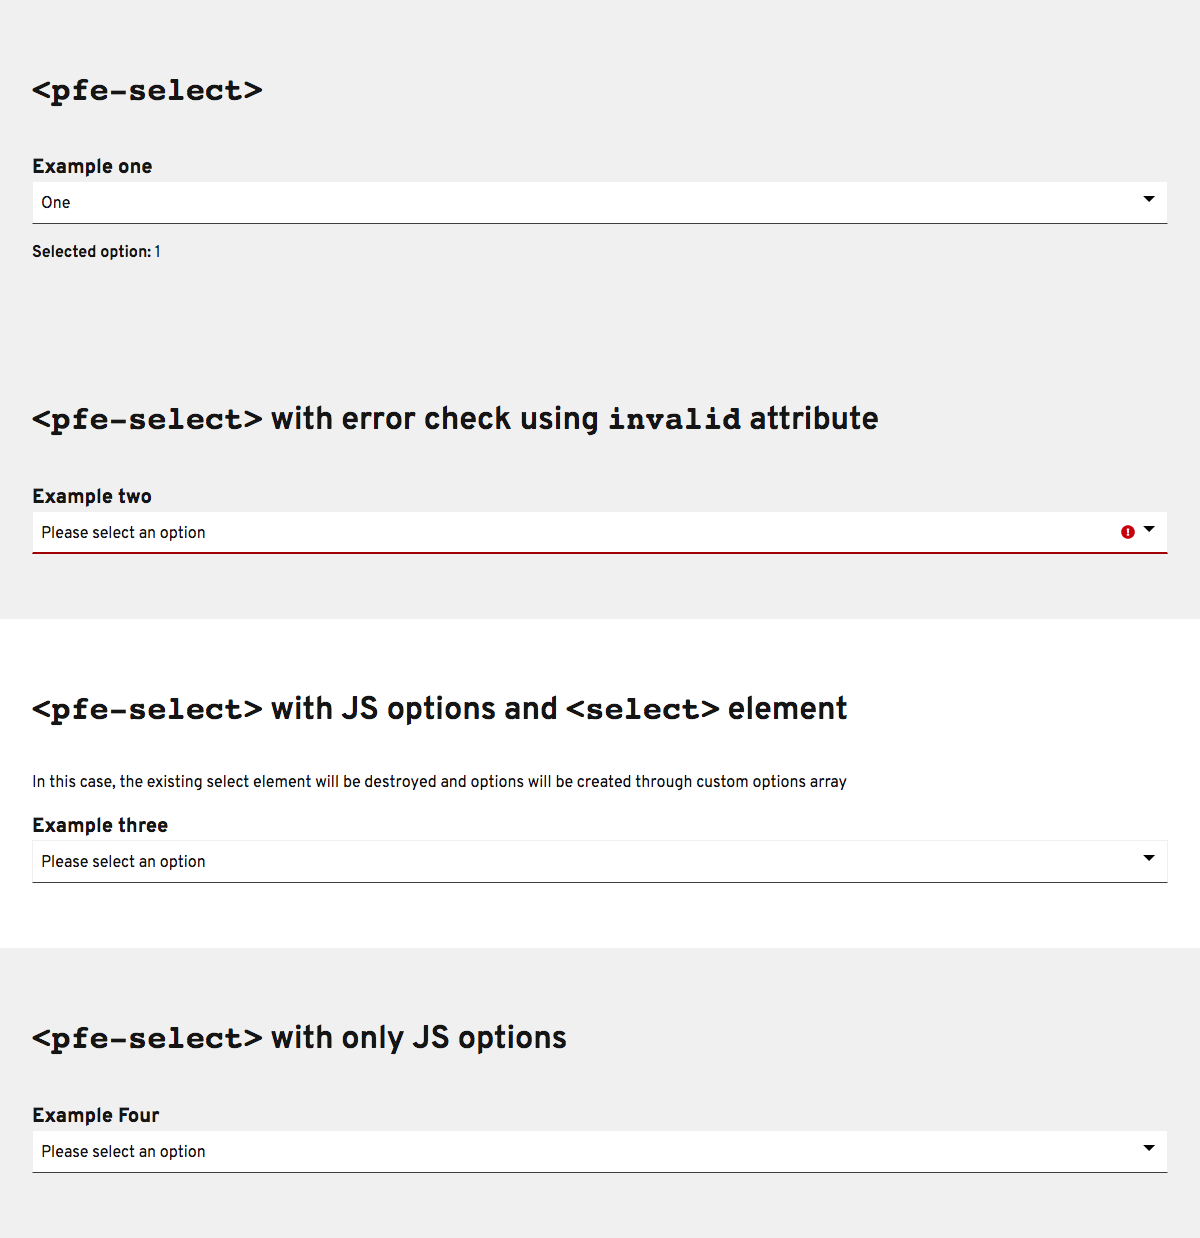 <pfe-select>
Example one
One
Selected option: 1
<pfe-select> with error check using invalid attribute
Example two
Please select an option
<pfe-select> with JS options and <select> element
In this case, the existing select element will be destroyed and options will be created through custom options array
Example three
Please select an option
<pfe-select> with only JS options
Example Four
Please select an option